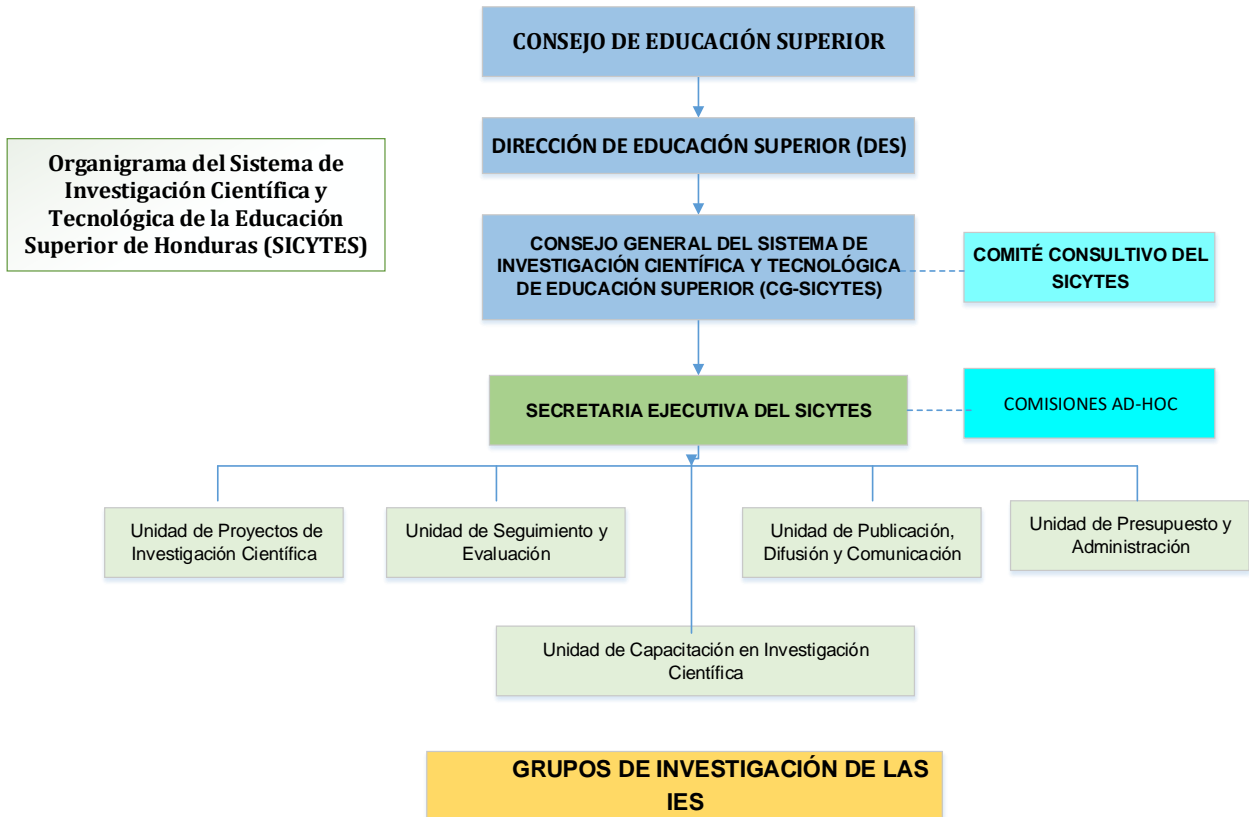 CONSEJO DE EDUCACIÓN SUPERIOR
DIRECCIÓN DE EDUCACIÓN SUPERIOR (DES)
Organigrama del Sistema de
Investigación Científica y
Tecnológica de la Educación
Superior de Honduras (SICYTES)
CONSEJO GENERAL DEL SISTEMA DE
INVESTIGACIÓN CIENTÍFICA Y TECNOLÓGICA
DE EDUCACIÓN SUPERIOR (CG-SICYTES)
COMITÉ CONSULTIVO DEL
SICYTES
SECRETARIA EJECUTIVA DEL SICYTES
COMISIONES AD-HOC
Unidad de Proyectos de
Investigación Científica
Unidad de Seguimiento y
Evaluación
Unidad de Publicación,
Difusión y Comunicación
Unidad de Presupuesto y
Administración
Unidad de Capacitación en Investigación
Científica
GRUPOS DE INVESTIGACIÓN DE LAS
IES